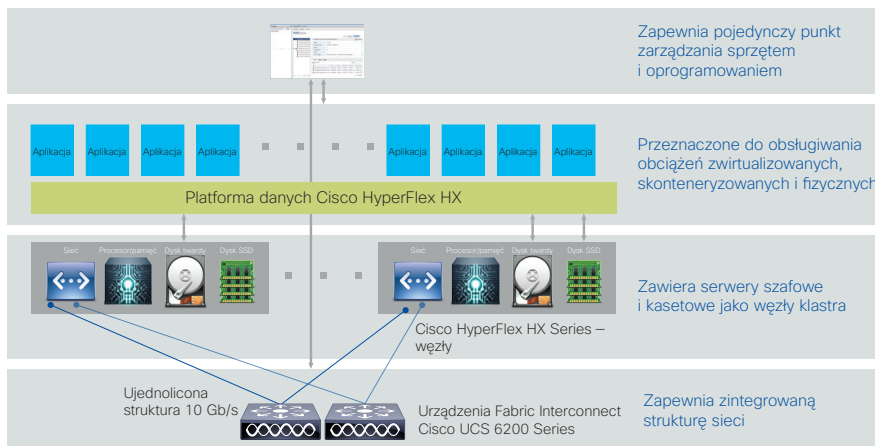 Zapewnia pojedynczy punkt
zarządzania sprzętem
i oprogramowaniem
Aplikacja Aplikacja Aplikacja Aplikacja Aplikacja Aplikacja Aplikacja Aplikacja
Przeznaczone do obsługiwania
obciążeń zwirtualizowanych,
skonteneryzowanych i fizycznych
Platforma danych Cisco HyperFlex HX
Sieć Procesor/pamięć Dysk twardy Dysk SSD
Sieć Procesor/pamięć Dysk twardy Dysk SSD
Zawiera serwery szafowe
i kasetowe jako węzły klastra
Cisco HyperFlex HX Series –
węzły
Ujednolicona
struktura 10 Gb/s
Urządzenia Fabric Interconnect
Cisco UCS 6200 Series
Zapewnia zintegrowaną
strukturę sieci